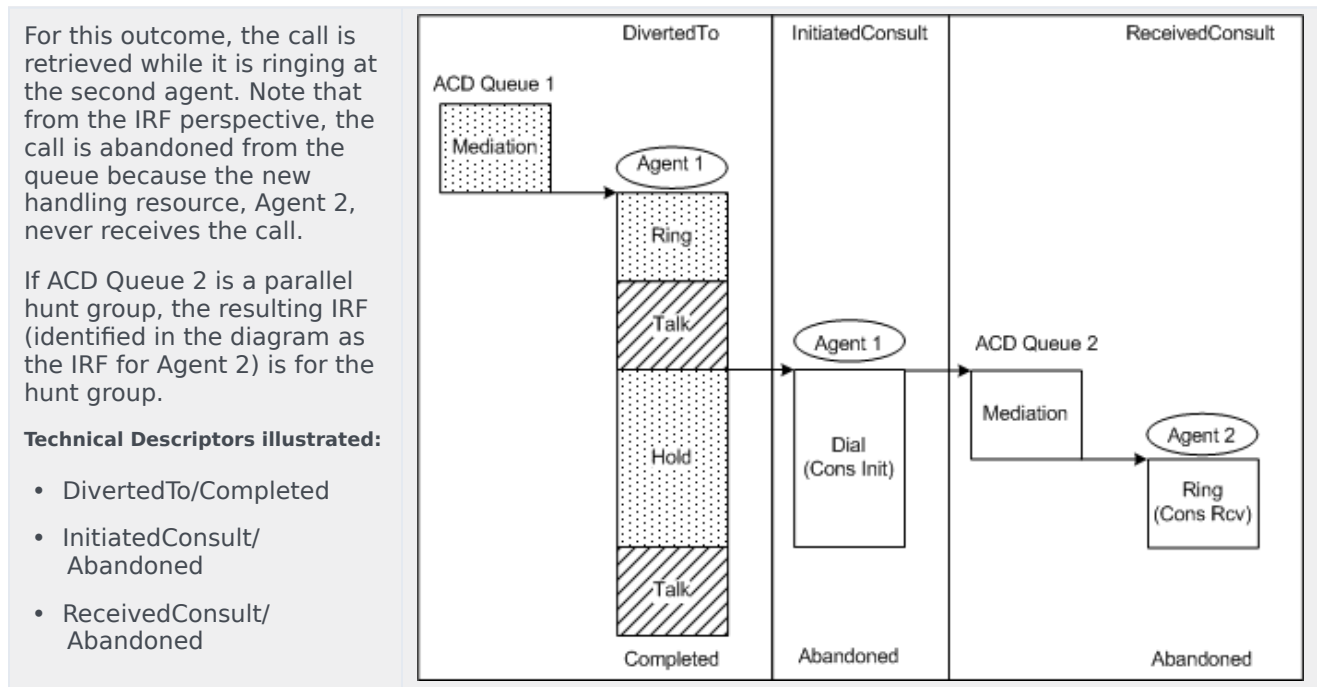 For this outcome, the call is
retrieved while it is ringing at
the second agent. Note that
from the IRF perspective, the
call is abandoned from the
queue because the new
handling resource, Agent 2,
never receives the call.
If ACD Queue 2 is a parallel
hunt group, the resulting IRF
(identified in the diagram as
the IRF for Agent 2) is for the
hunt group.
Technical Descriptors illustrated:
• DivertedTo/Completed
• InitiatedConsult/
Abandoned
• ReceivedConsult/
Abandoned
DivertedTo
InitiatedConsult
ReceivedConsult
ACD Queue 1
Mediation
Agent 1
Ring
Talk
Hold
Talk
Completed
Agent 1
Dial
(Cons Init)
Abandoned
ACD Queue 2
Mediation
Agent 2
Ring
(Cons Rcv)
Abandoned